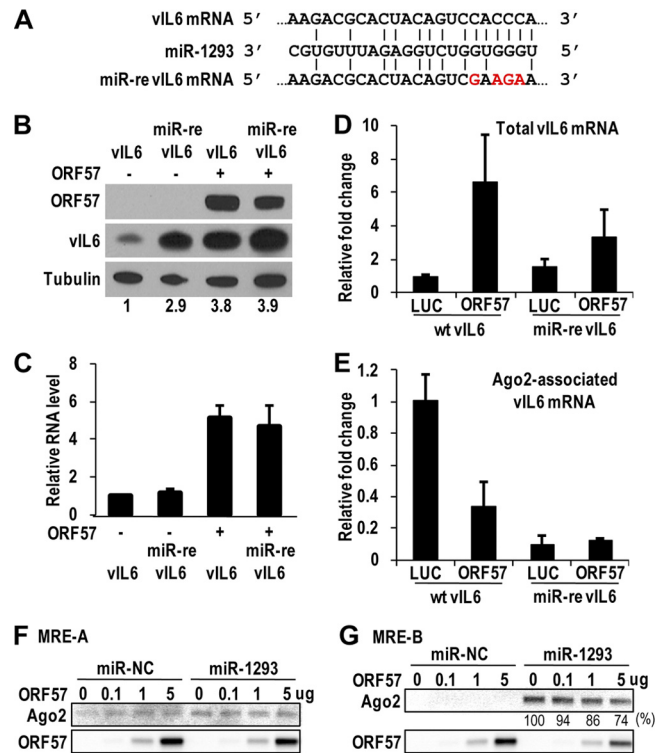 A
vIL6 mRNA 5′ …AAGACGCACUACAGUCCACCCA… 3′
miR-1293 3′ CGUGUUUAGAGGUCUGGUGGGU 5′
miR-re vIL6 mRNA 5′ …AAGACGCACUACAGUCGAAGAA… 3′
B
vIL6 miR-re vIL6 vIL6 miR-re vIL6
ORF57 - - + +
ORF57
vIL6
Tubulin
1 2.9 3.8 3.9
C
Relative RNA level
8
6
4
2
0
ORF57 - - + +
vIL6 miR-re vIL6 vIL6 miR-re vIL6
D
Total vIL6 mRNA
Relative fold change
10
8
6
4
2
0
LUC ORF57 LUC ORF57
wt vIL6 miR-re vIL6
E
Ago2-associated
vIL6 mRNA
Relative fold change
1.2
1
0.8
0.6
0.4
0.2
0
LUC ORF57 LUC ORF57
wt vIL6 miR-re vIL6
F MRE-A
miR-NC miR-1293
ORF57 0 0.1 1 5 0 0.1 1 5 ug
Ago2
ORF57
G MRE-B
miR-NC miR-1293
ORF57 0 0.1 1 5 0 0.1 1 5 ug
Ago2
100 94 86 74 (%)
ORF57